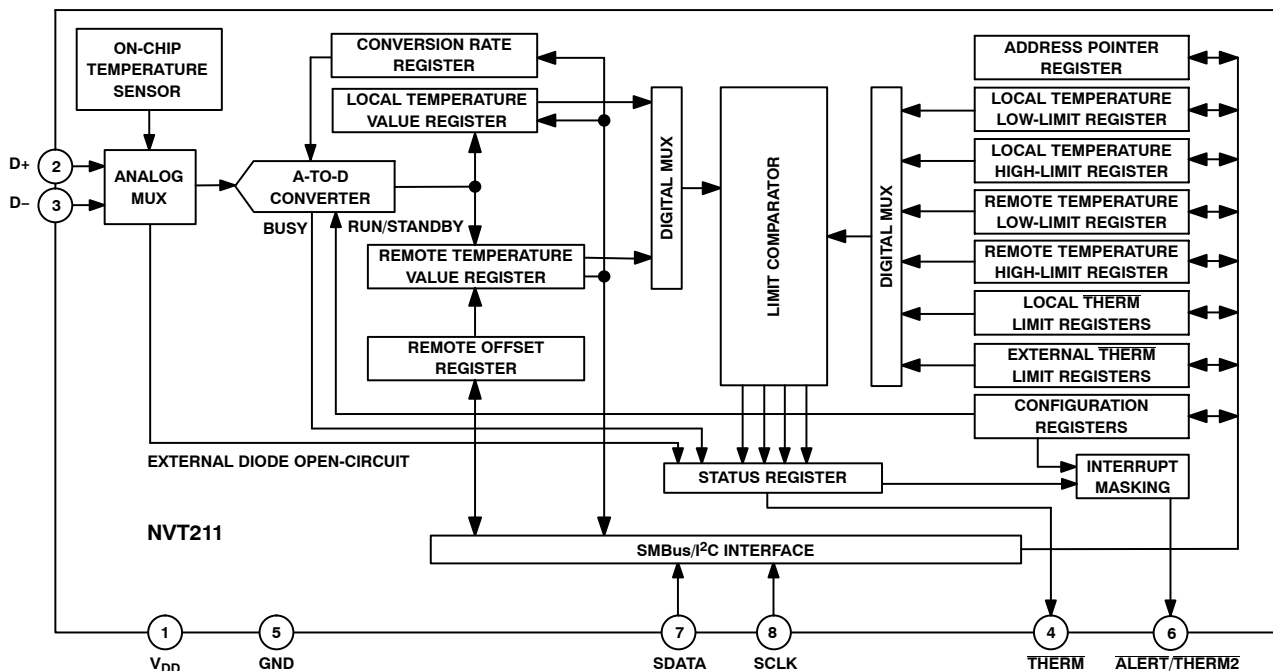 ON-CHIP
TEMPERATURE
SENSOR
CONVERSION RATE
REGISTER
LOCAL TEMPERATURE
VALUE REGISTER
D+
2
D–
3
ANALOG
MUX
A-TO-D
CONVERTER
BUSY
RUN/STANDBY
REMOTE TEMPERATURE
VALUE REGISTER
REMOTE OFFSET
REGISTER
DIGITAL MUX
LIMIT COMPARATOR
DIGITAL MUX
ADDRESS POINTER
REGISTER
LOCAL TEMPERATURE
LOW-LIMIT REGISTER
LOCAL TEMPERATURE
HIGH-LIMIT REGISTER
REMOTE TEMPERATURE
LOW-LIMIT REGISTER
REMOTE TEMPERATURE
HIGH-LIMIT REGISTER
LOCAL THERM
LIMIT REGISTERS
EXTERNAL THERM
LIMIT REGISTERS
CONFIGURATION
REGISTERS
EXTERNAL DIODE OPEN-CIRCUIT
STATUS REGISTER
INTERRUPT
MASKING
NVT211
SMBus/I²C INTERFACE
1
5
7
8
4
6
VDD
GND
SDATA
SCLK
THERM
ALERT/THERM2